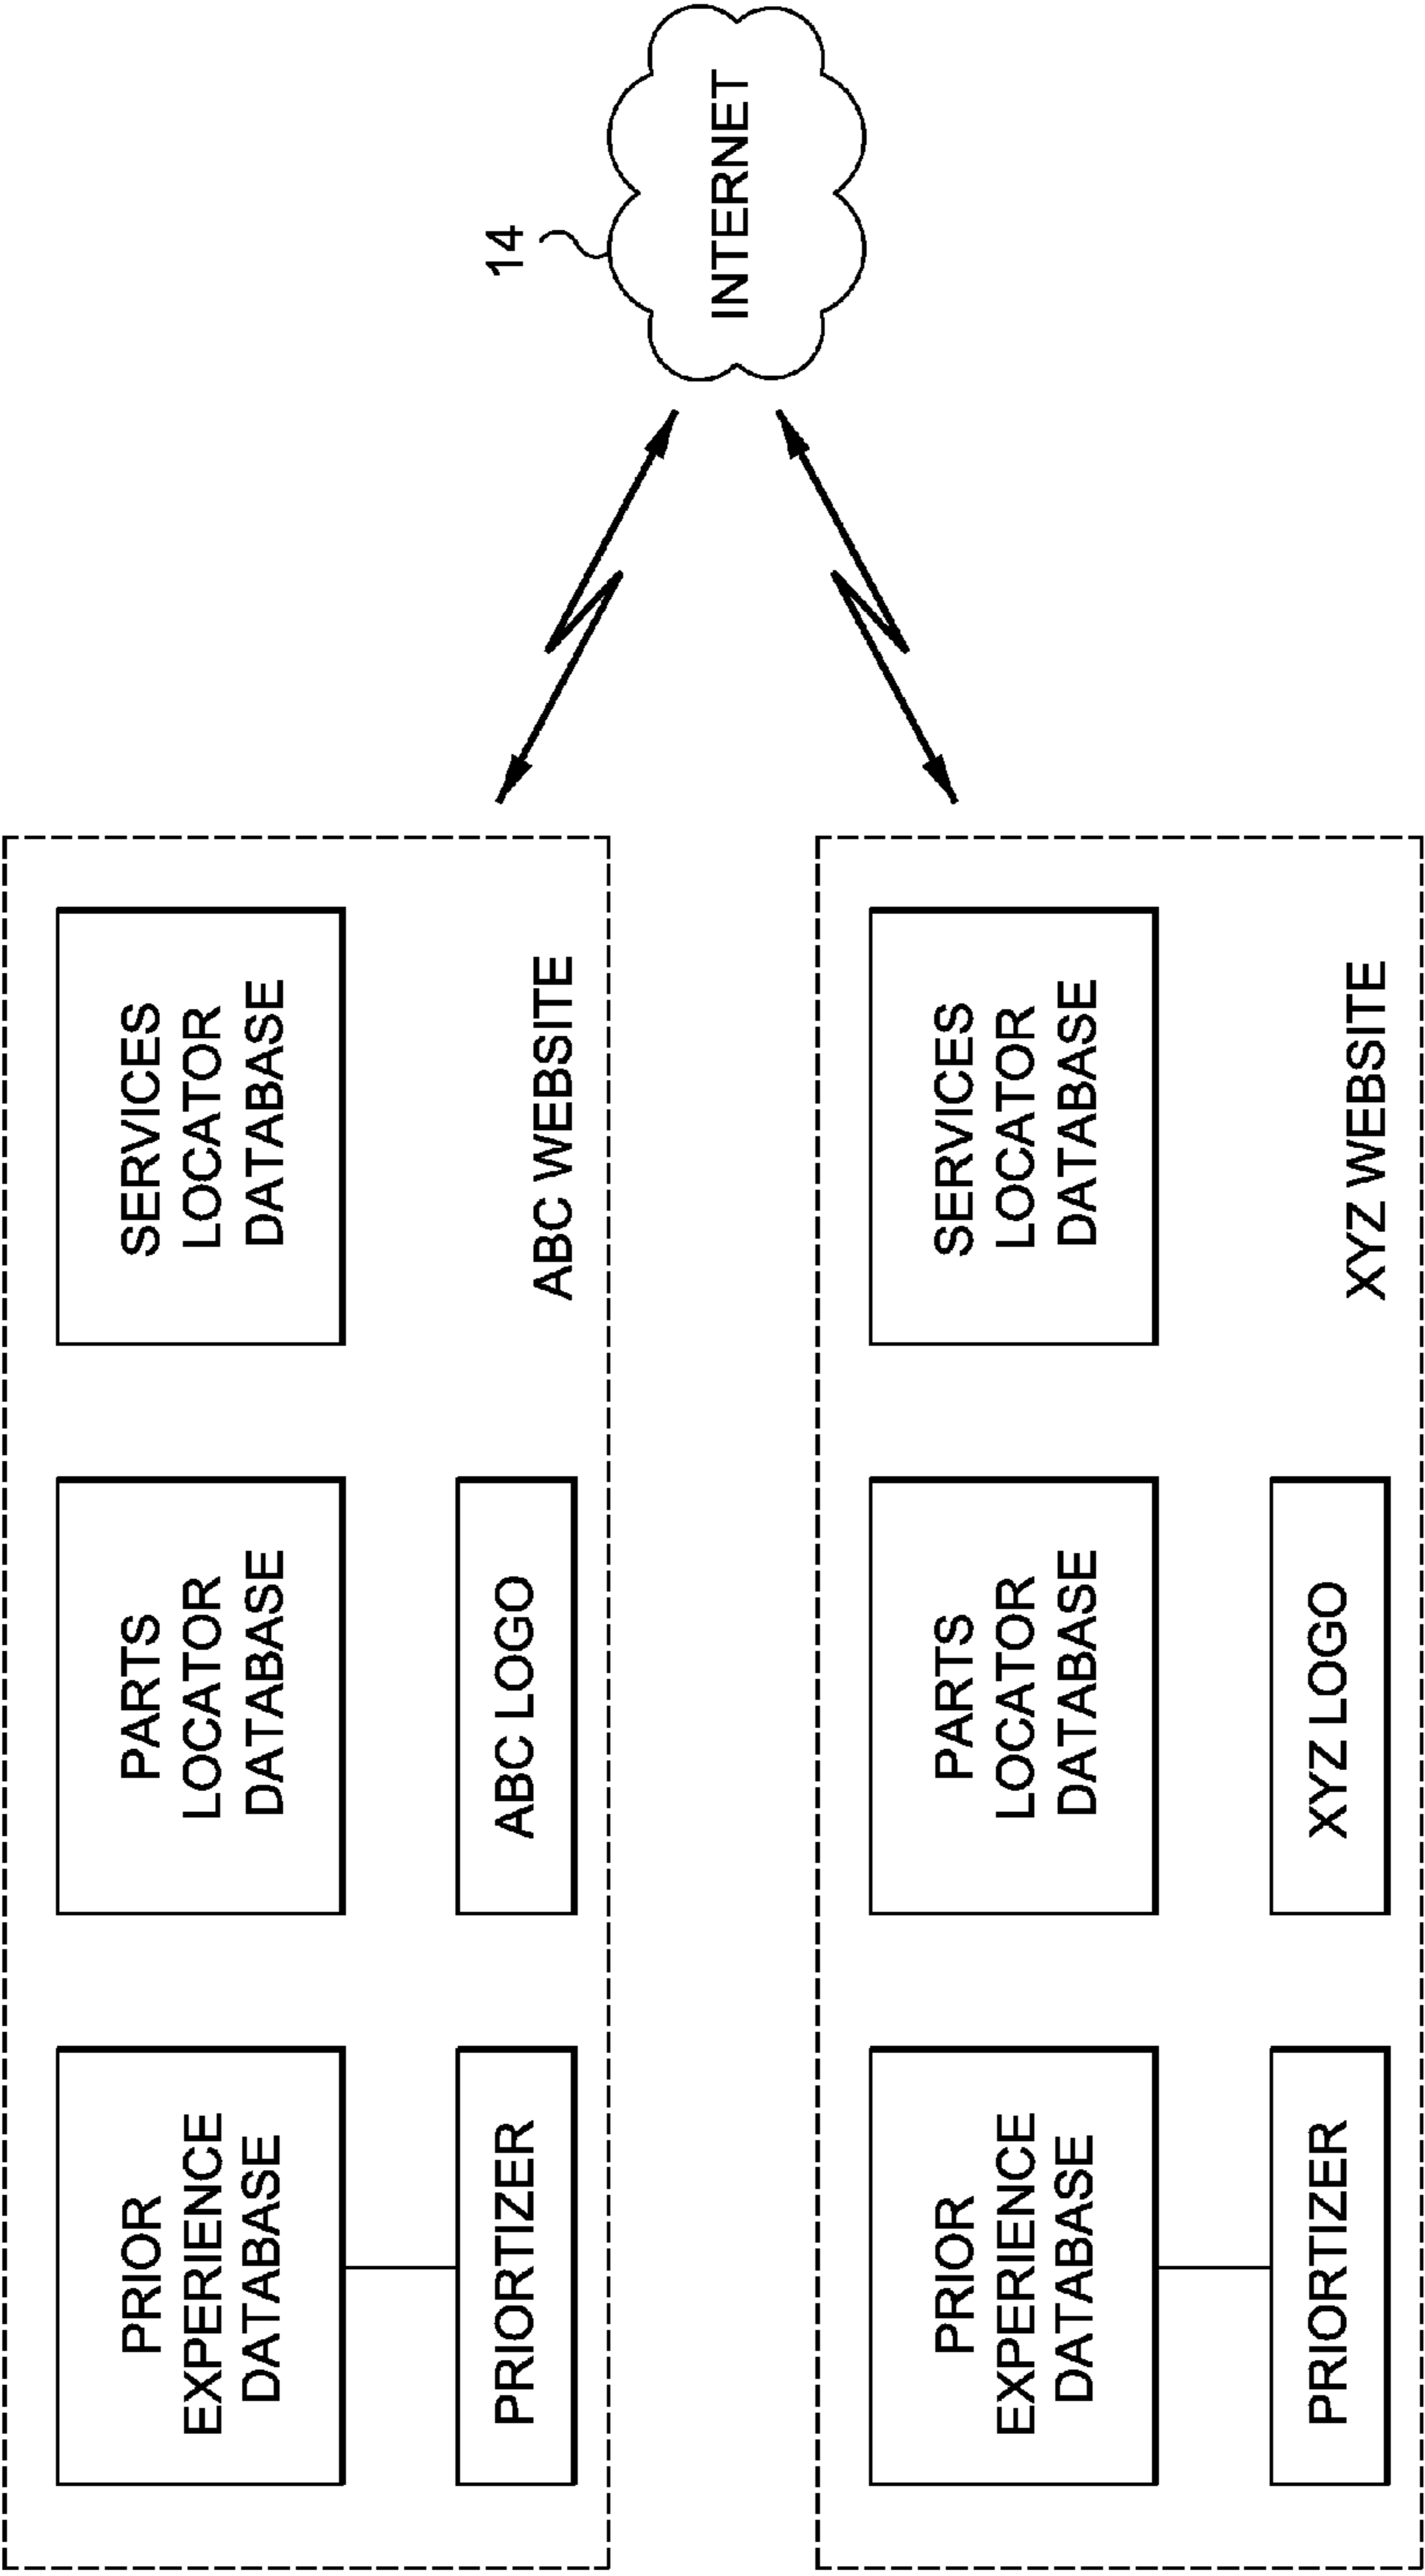 PRIOR
EXPERIENCE
DATABASE
PARTS
LOCATOR
DATABASE
SERVICES
LOCATOR
DATABASE
PRIORTIZER
ABC LOGO
ABC WEBSITE
14
INTERNET
PRIOR
EXPERIENCE
DATABASE
PARTS
LOCATOR
DATABASE
SERVICES
LOCATOR
DATABASE
PRIORTIZER
XYZ LOGO
XYZ WEBSITE